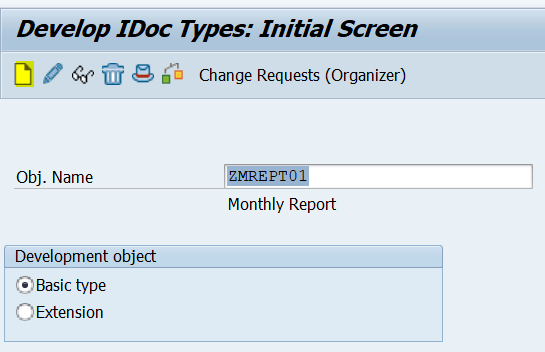 Develop IDoc Types: Initial Screen
Change Requests (Organizer)
Obj. Name ZMREPT01
Monthly Report
Development object
Basic type
Extension